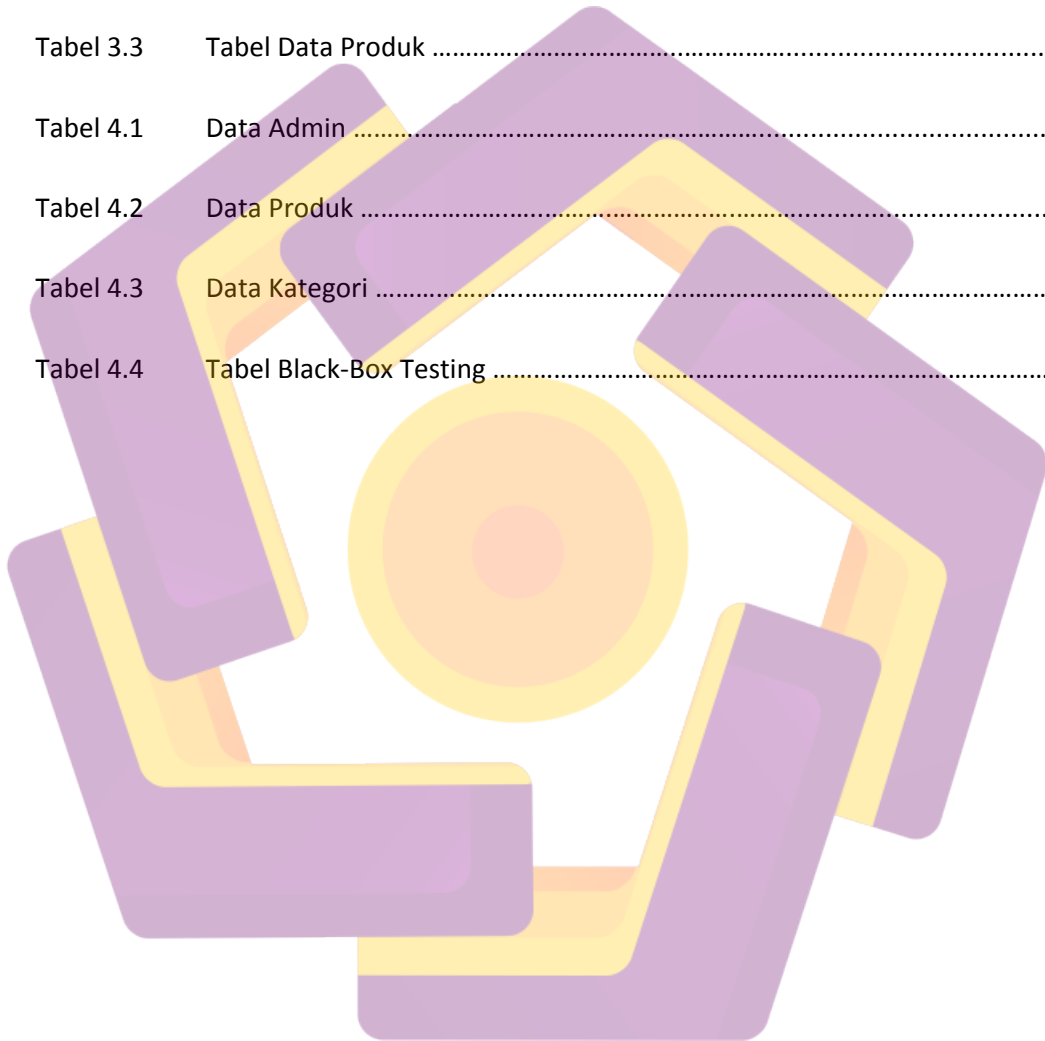 Tabel 3.3 Tabel Data Produk ........................................................................
Tabel 4.1 Data Admin ........................................................................
Tabel 4.2 Data Produk ........................................................................
Tabel 4.3 Data Kategori ........................................................................
Tabel 4.4 Tabel Black-Box Testing ........................................................................